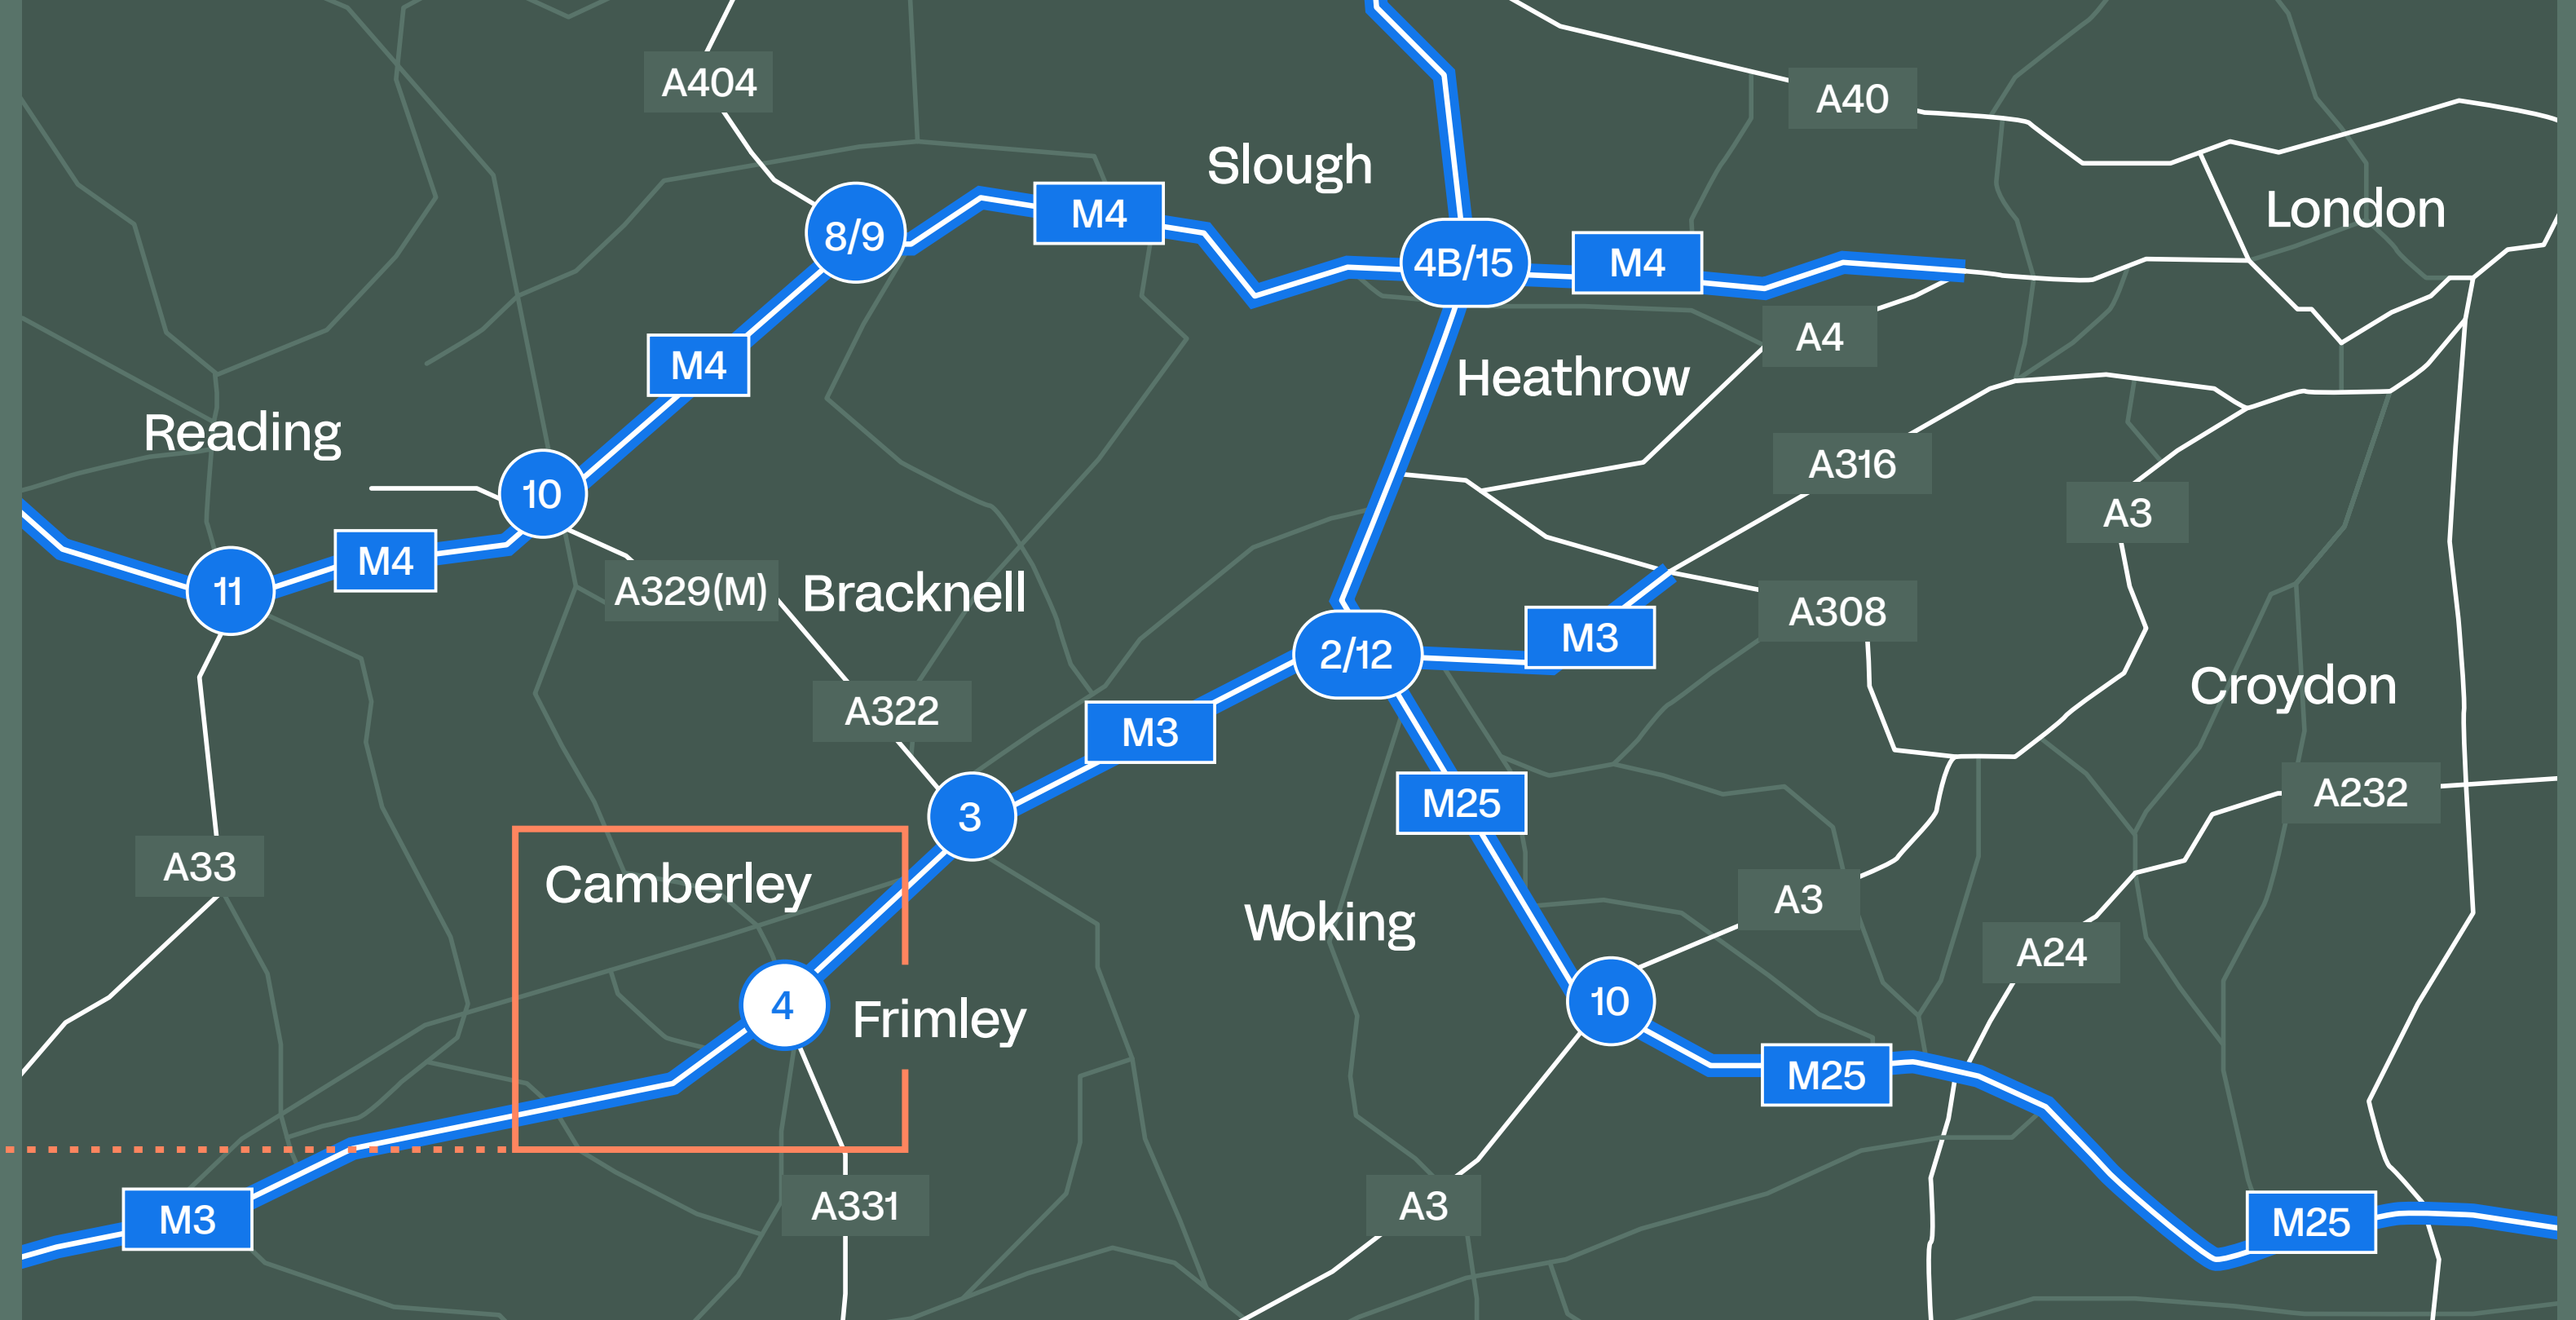 A404
A40
Slough
London
M4
8/9
4B/15
M4
A4
M4
Heathrow
Reading
A316
10
A3
M4
11
A329(M)
Bracknell
A308
2/12
M3
Croydon
A322
M3
M25
A232
3
A33
Camberley
A3
Woking
A24
4
10
Frimley
M25
A331
A3
M3
M25